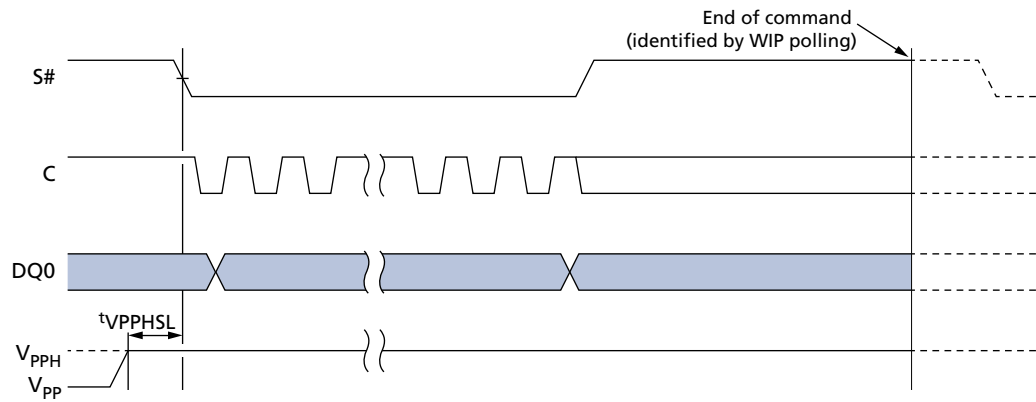 End of command
(identified by WIP polling)
S#
C
DQ0
tVPPHSL
VPPH
VPP